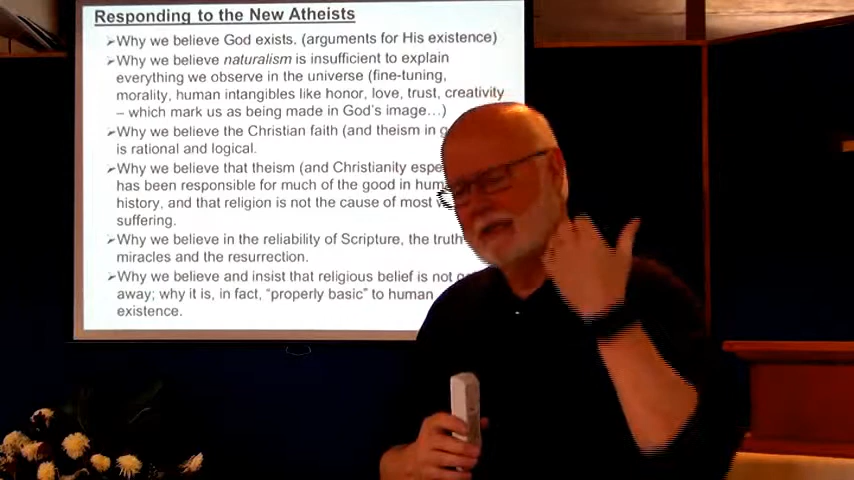 Responding to the New Atheists
➢Why we believe God exists. (arguments for His existence)
➢Why we believe naturalism is insufficient to explain
everything we observe in the universe (fine-tuning,
morality, human intangibles like honor, love, trust, creativity
– which mark us as being made in God's image…)
➢Why we believe the Christian faith (and theism in
is rational and logical.
➢Why we believe that theism (and Christianity
has been responsible for much of the good in
history, and that religion is not the cause of most
suffering.
➢Why we believe in the reliability of Scripture, the truth
miracles and the resurrection.
➢Why we believe and insist that religious belief is not
away; why it is, in fact, "properly basic" to human
existence.